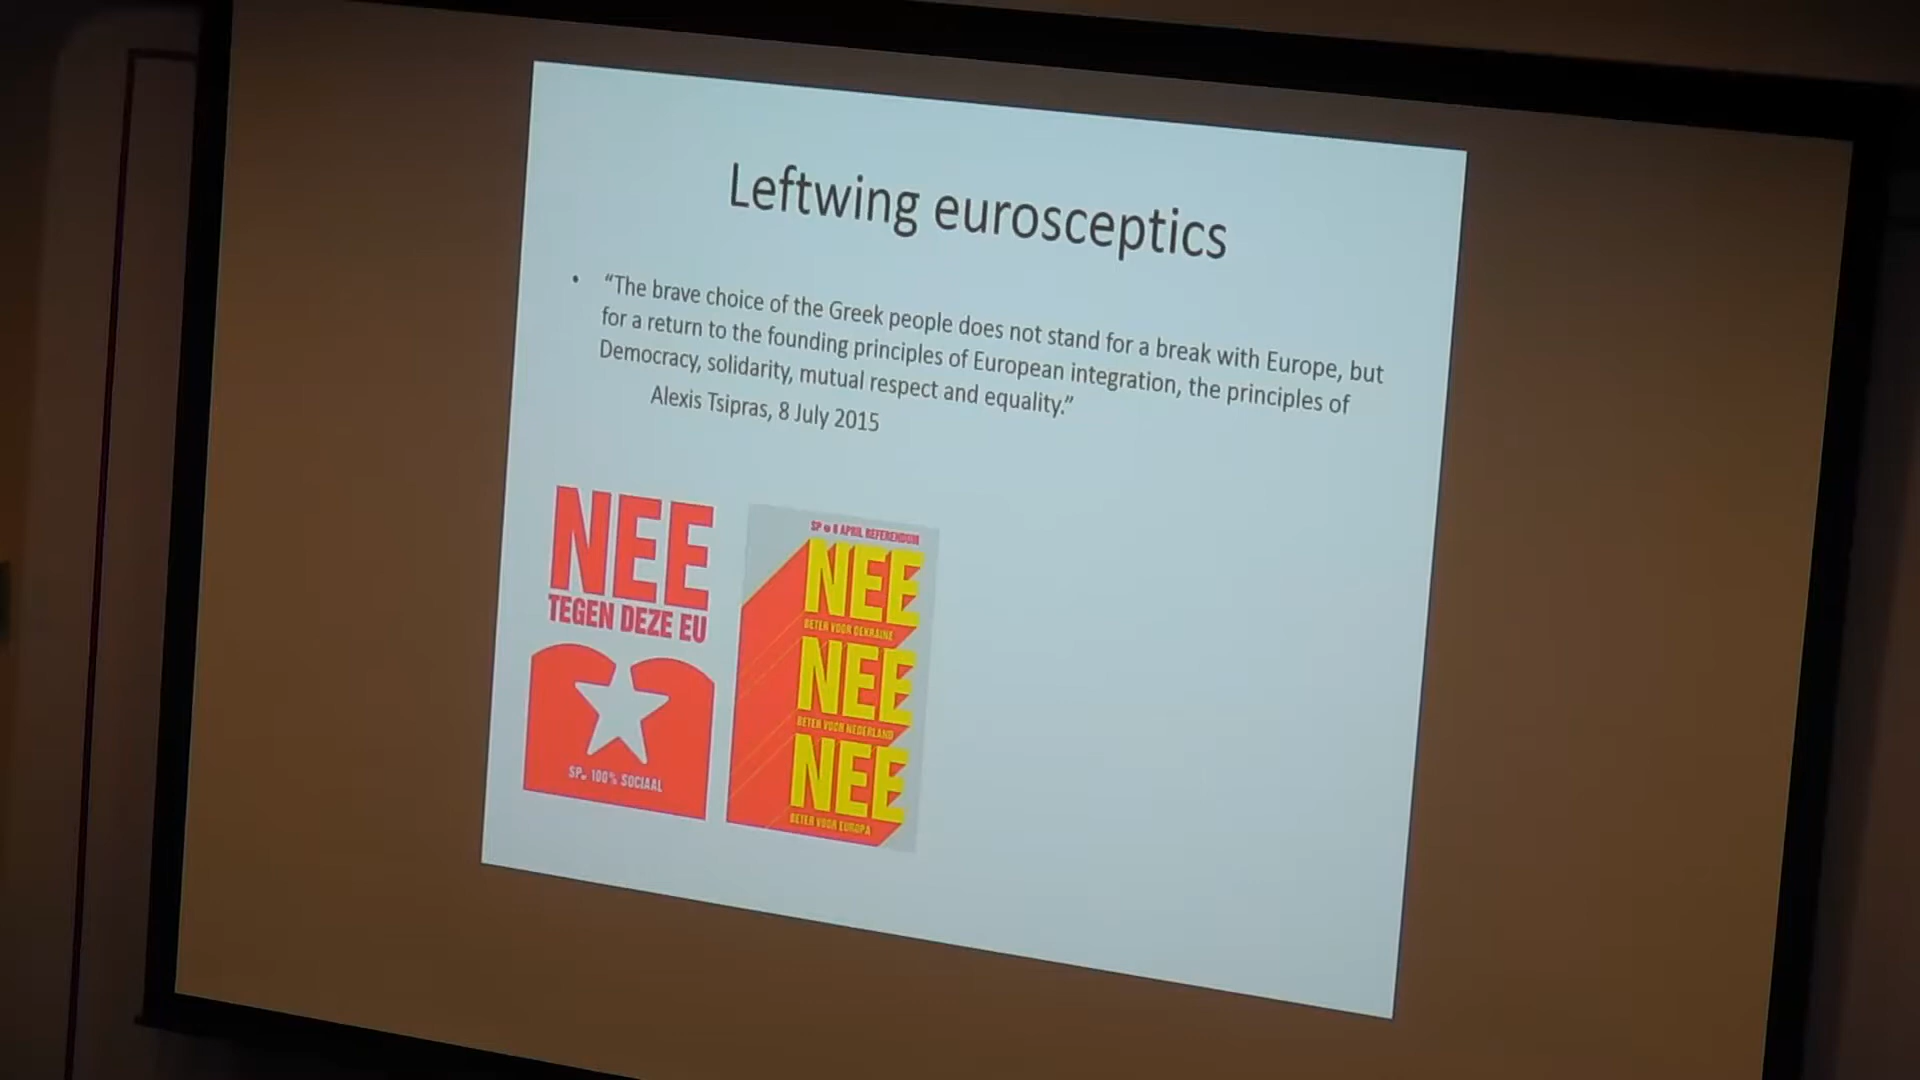 Leftwing eurosceptics
• “The brave choice of the Greek people does not stand for a break with Europe, but
for a return to the founding principles of European integration, the principles of
Democracy, solidarity, mutual respect and equality.”
Alexis Tsipras, 8 July 2015
NEE
TEGEN DEZE EU
SP. 100% SOCIAAL
SP 6 APRIL REFERENDUM
NEE
BETER VOOR OEKRAINE
NEE
BETER VOOR NEDERLAND
NEE
BETER VOOR EUROPA